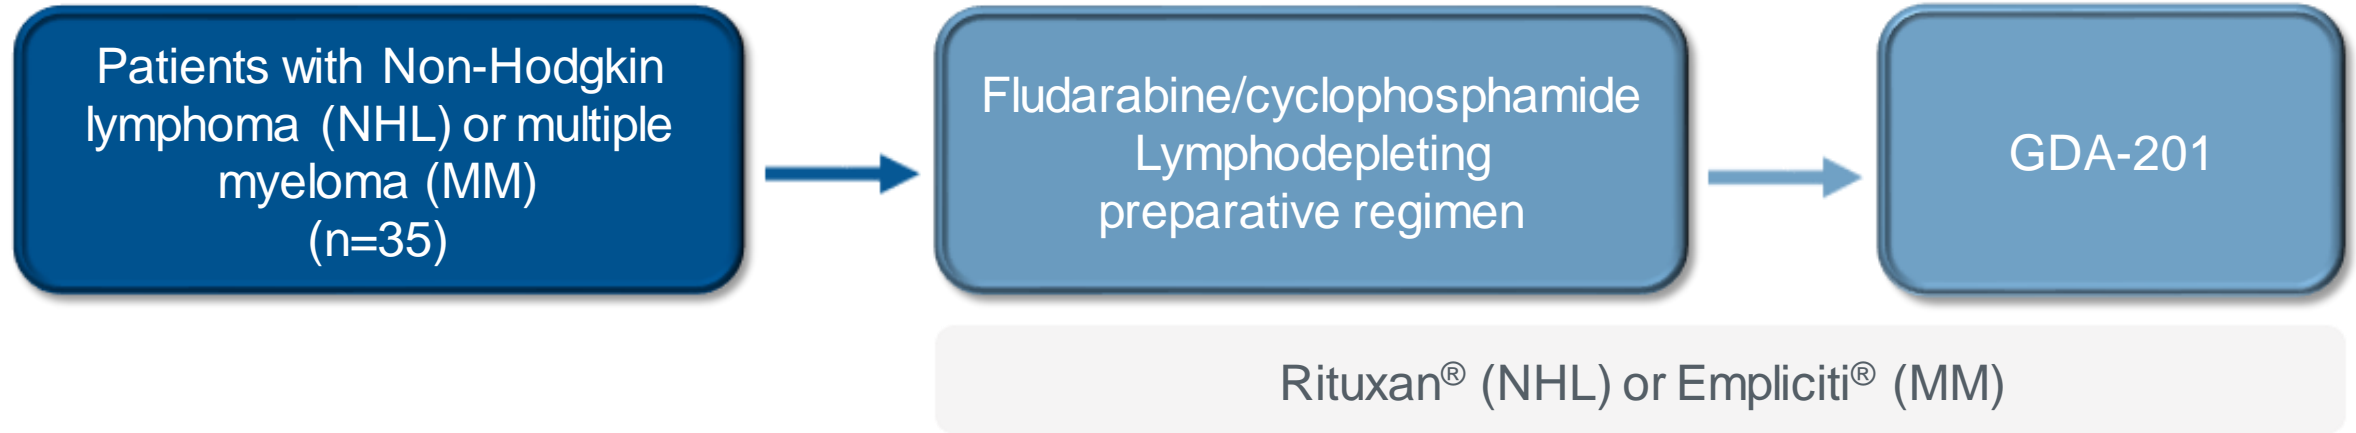 Patients with Non-Hodgkin
lymphoma (NHL) or multiple
myeloma (MM)
(n=35)
Fludarabine/cyclophosphamide
Lymphodepleting
preparative regimen
GDA-201
Rituxan® (NHL) or Empliciti® (MM)